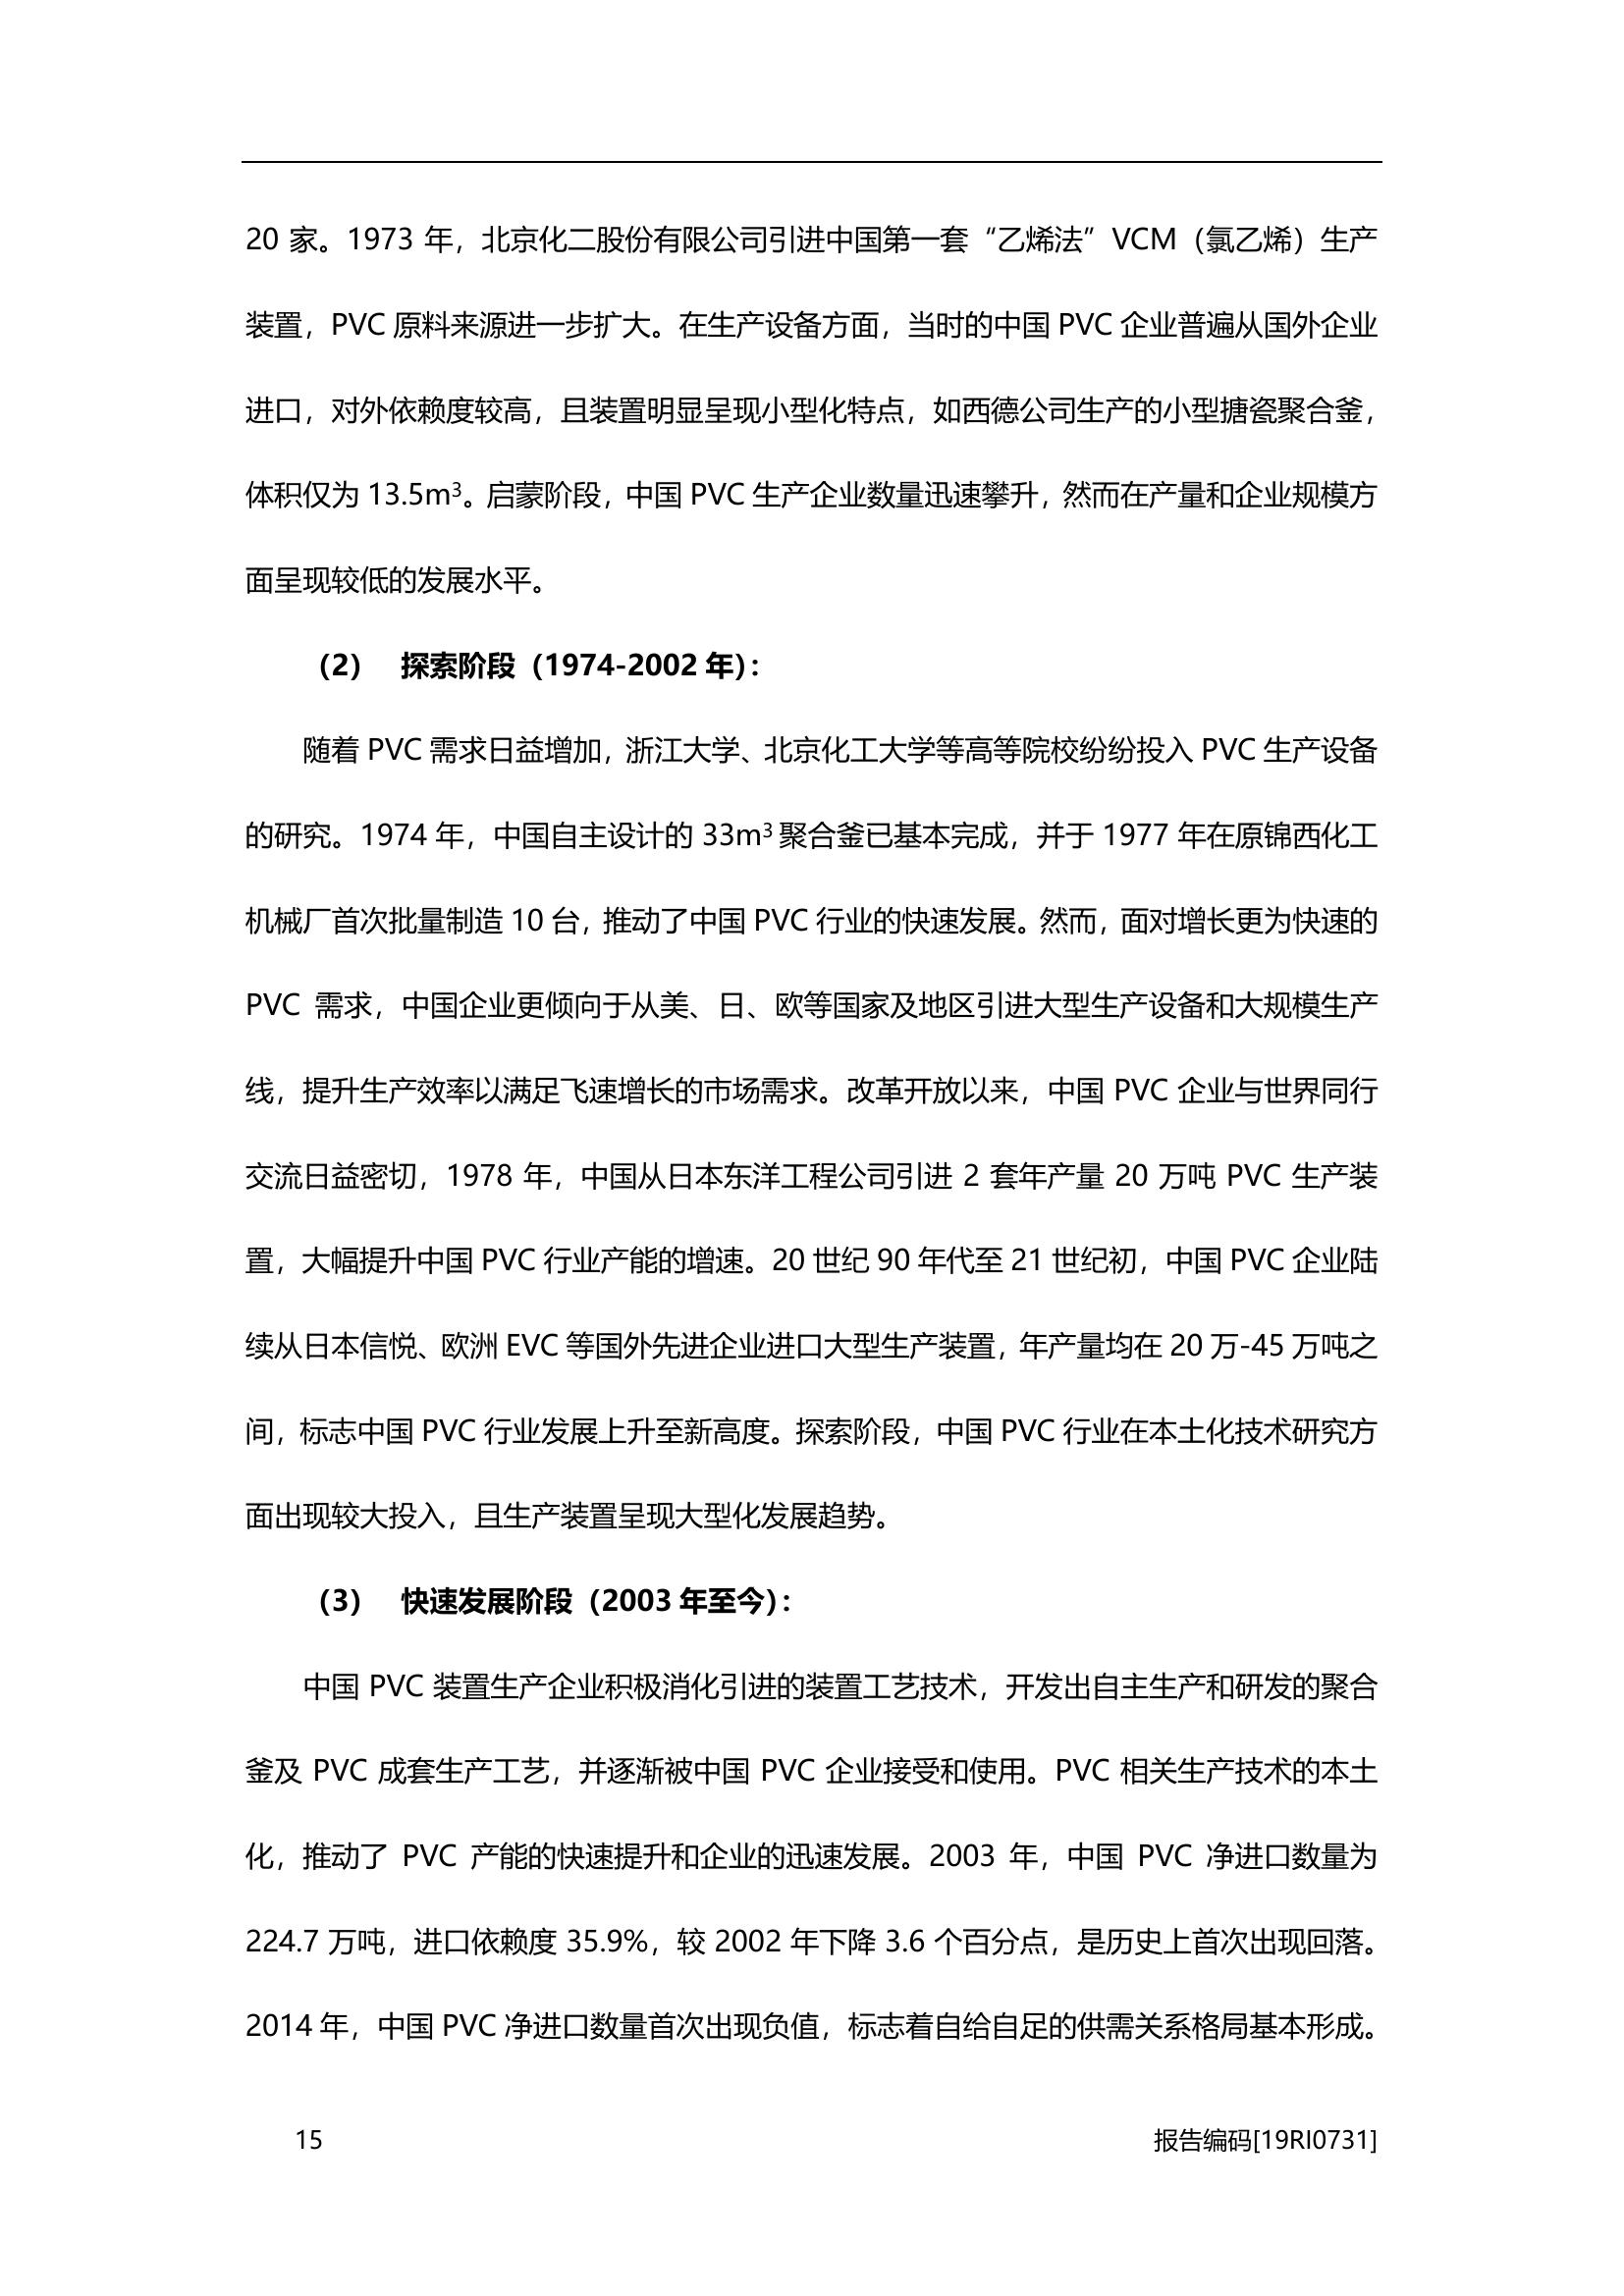 20 家。1973 年，北京化二股份有限公司引进中国第一套“乙烯法”VCM（氯乙烯）生产
装置，PVC 原料来源进一步扩大。在生产设备方面，当时的中国 PVC 企业普遍从国外企业
进口，对外依赖度较高，且装置明显呈现小型化特点，如西德公司生产的小型搪瓷聚合釜，
体积仅为 13.5m³。启蒙阶段，中国 PVC 生产企业数量迅速攀升，然而在产量和企业规模方
面呈现较低的发展水平。
（2） 探索阶段（1974-2002 年）：
随着 PVC 需求日益增加，浙江大学、北京化工大学等高等院校纷纷投入 PVC 生产设备
的研究。1974 年，中国自主设计的 33m³ 聚合釜已基本完成，并于 1977 年在原锦西化工
机械厂首次批量制造 10 台，推动了中国 PVC 行业的快速发展。然而，面对增长更为快速的
PVC 需求，中国企业更倾向于从美、日、欧等国家及地区引进大型生产设备和大规模生产
线，提升生产效率以满足飞速增长的市场需求。改革开放以来，中国 PVC 企业与世界同行
交流日益密切，1978 年，中国从日本东洋工程公司引进 2 套年产量 20 万吨 PVC 生产装
置，大幅提升中国 PVC 行业产能的增速。20 世纪 90 年代至 21 世纪初，中国 PVC 企业陆
续从日本信悦、欧洲 EVC 等国外先进企业进口大型生产装置，年产量均在 20 万-45 万吨之
间，标志中国 PVC 行业发展上升至新高度。探索阶段，中国 PVC 行业在本土化技术研究方
面出现较大投入，且生产装置呈现大型化发展趋势。
（3） 快速发展阶段（2003 年至今）：
中国 PVC 装置生产企业积极消化引进的装置工艺技术，开发出自主生产和研发的聚合
釜及 PVC 成套生产工艺，并逐渐被中国 PVC 企业接受和使用。PVC 相关生产技术的本土
化，推动了 PVC 产能的快速提升和企业的迅速发展。2003 年，中国 PVC 净进口数量为
224.7 万吨，进口依赖度 35.9%，较 2002 年下降 3.6 个百分点，是历史上首次出现回落。
2014 年，中国 PVC 净进口数量首次出现负值，标志着自给自足的供需关系格局基本形成。
15
报告编码[19RI0731]